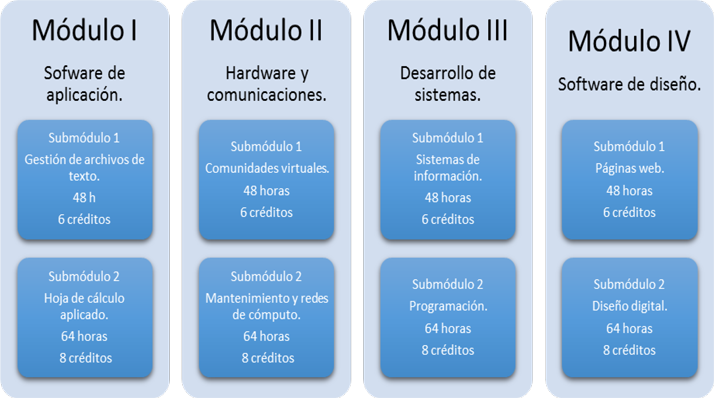 Módulo I
Sofware de
aplicación.
Submódulo 1
Gestión de archivos de
texto.
48 h
6 créditos
Submódulo 2
Hoja de cálculo
aplicado.
64 horas
8 créditos
Módulo II
Hardware y
comunicaciones.
Submódulo 1
Comunidades virtuales.
48 horas
6 créditos
Submódulo 2
Mantenimiento y redes
de cómputo.
64 horas
8 créditos
Módulo III
Desarrollo de
sistemas.
Submódulo 1
Sistemas de
información.
48 horas
6 créditos
Submódulo 2
Programación.
64 horas
8 créditos
Módulo IV
Software de diseño.
Submódulo 1
Páginas web.
48 horas
6 créditos
Submódulo 2
Diseño digital.
64 horas
8 créditos